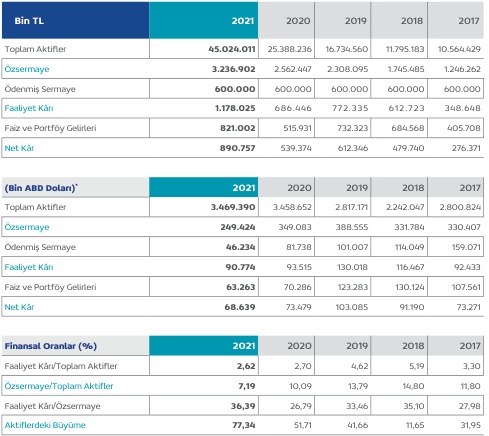 Bin TL 2021 2020 2019 2018 2017
Toplam Aktifler 45.024.011 25.388.236 16.734.560 11.795.183 10.564.429
Özsermaye 3.236.902 2.562.447 2.308.095 1.745.485 1.246.262
Ödenmiş Sermaye 600.000 600.000 600.000 600.000 600.000
Faaliyet Kârı 1.178.025 686.446 772.335 612.723 348.648
Faiz ve Portföy Gelirleri 821.002 515.931 732.323 684.568 405.708
Net Kâr 890.757 539.374 612.346 479.740 276.371
(Bin ABD Doları)* 2021 2020 2019 2018 2017
Toplam Aktifler 3.469.390 3.458.652 2.817.171 2.242.047 2.800.824
Özsermaye 249.424 349.083 388.555 331.784 330.407
Ödenmiş Sermaye 46.234 81.738 101.007 114.049 159.071
Faaliyet Kârı 90.774 93.515 130.018 116.467 92.433
Faiz ve Portföy Gelirleri 63.263 70.286 123.283 130.124 107.561
Net Kâr 68.639 73.479 103.085 91.190 73.271
Finansal Oranlar (%) 2021 2020 2019 2018 2017
Faaliyet Kârı/Toplam Aktifler 2,62 2,70 4,62 5,19 3,30
Özsermaye/Toplam Aktifler 7,19 10,09 13,79 14,80 11,80
Faaliyet Kârı/Özsermaye 36,39 26,79 33,46 35,10 27,98
Aktiflerdeki Büyüme 77,34 51,71 41,66 11,65 31,95